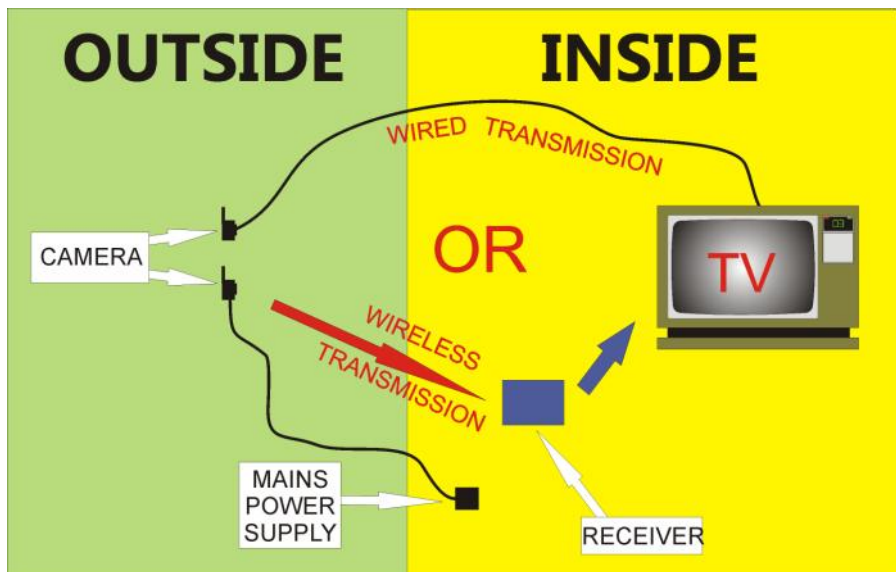 OUTSIDE
INSIDE
WIRED TRANSMISSION
CAMERA
OR
TV
WIRELESS
TRANSMISSION
MAINS
POWER
SUPPLY
RECEIVER